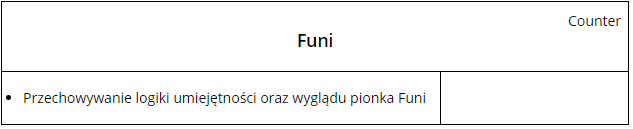 Counter
Funi
• Przechowywanie logiki umiejętności oraz wyglądu pionka Funi